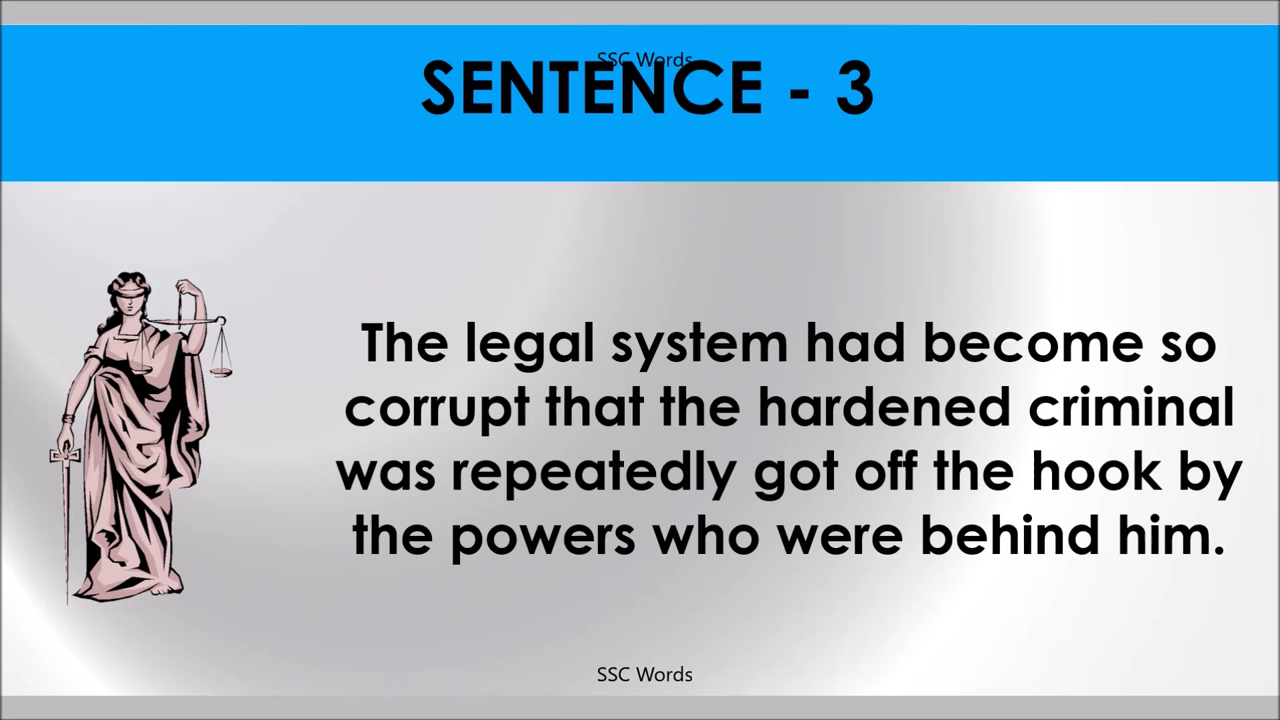 SSC Words
SENTENCE - 3
The legal system had become so
corrupt that the hardened criminal
was repeatedly got off the hook by
the powers who were behind him.
SSC Words